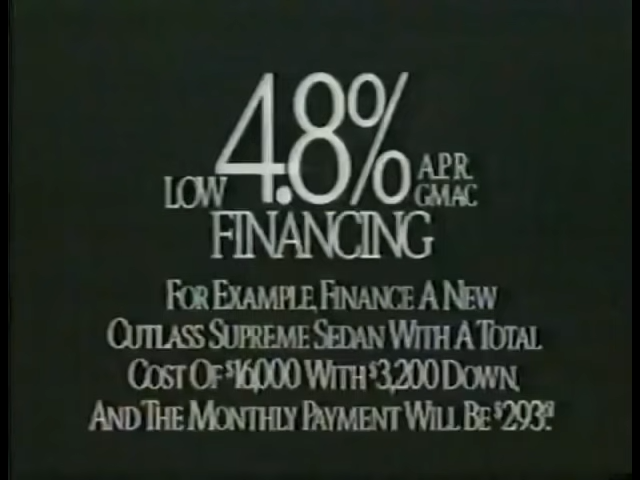 LOW 4.8% A.P.R. GMAC
FINANCING
FOR EXAMPLE, FINANCE A NEW
CUTLASS SUPREME SEDAN WITH A TOTAL
COST OF $16,000 WITH $3,200 DOWN,
AND THE MONTHLY PAYMENT WILL BE $293